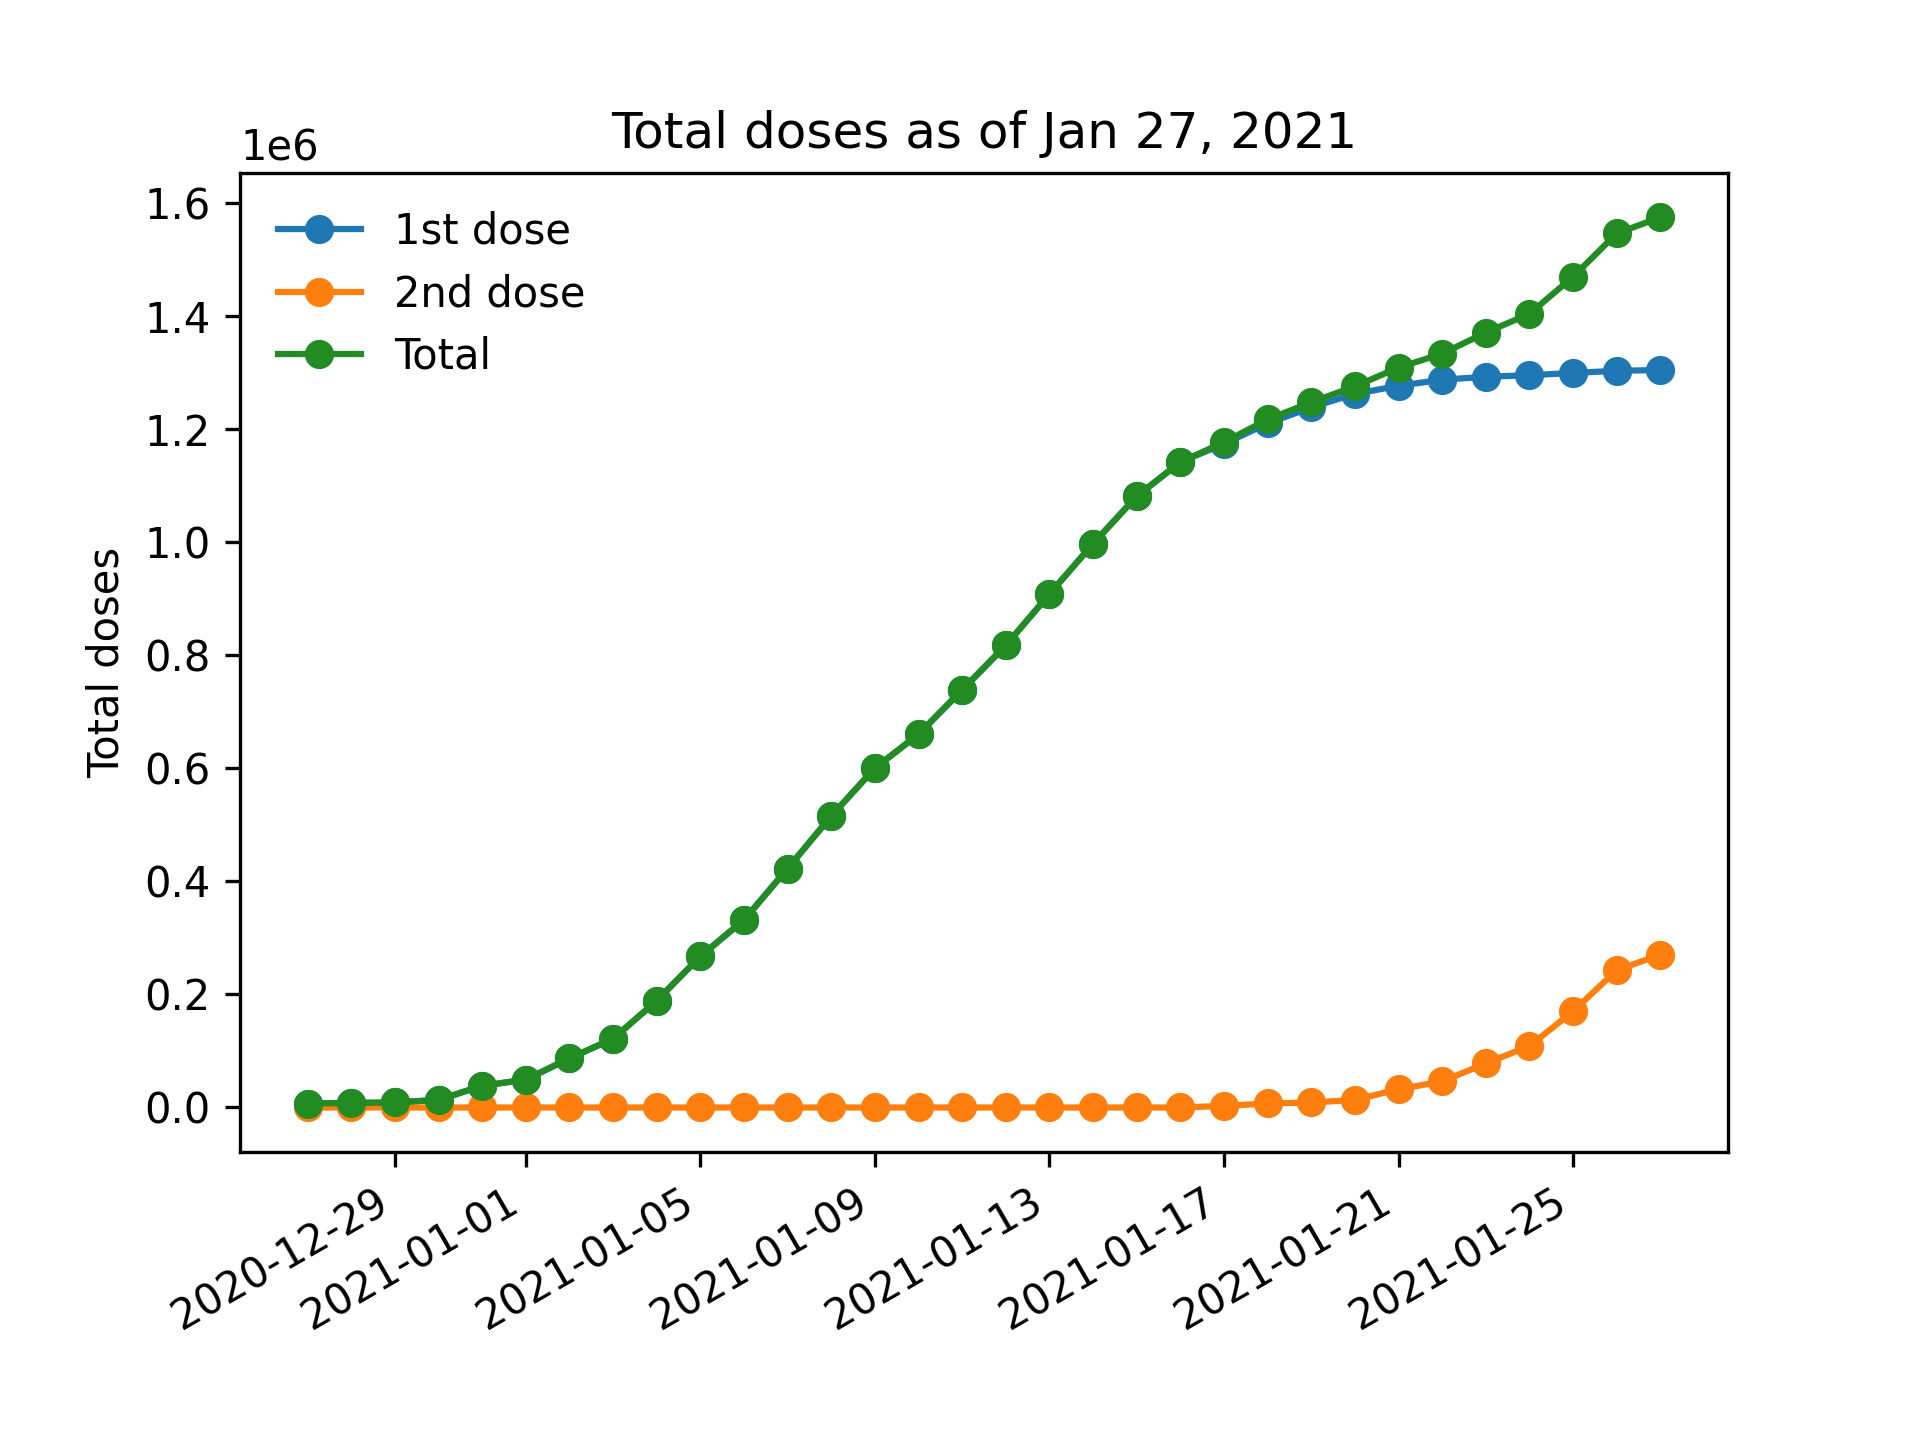 Total doses as of Jan 27, 2021
1e6
1.6
1.4
1.2
1.0
0.8
0.6
0.4
0.2
0.0
Total doses
1st dose
2nd dose
Total
2020-12-29
2021-01-01
2021-01-05
2021-01-09
2021-01-13
2021-01-17
2021-01-21
2021-01-25